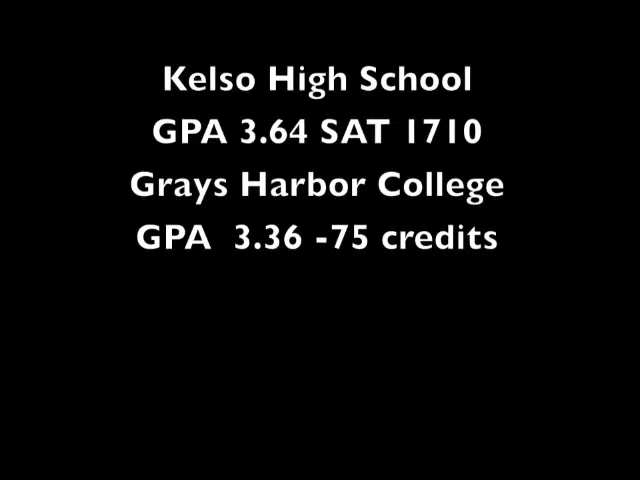 Kelso High School
GPA 3.64 SAT 1710
Grays Harbor College
GPA  3.36 -75 credits